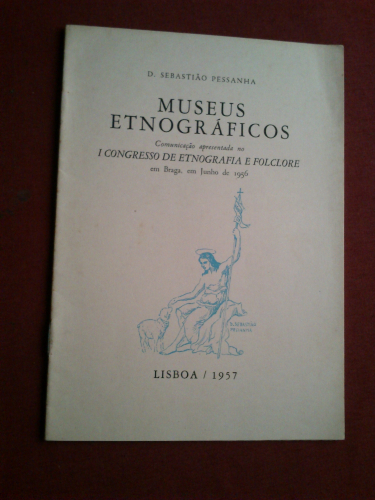 D. SEBASTIÃO PESSANHA
MUSEUS
ETNOGRÁFICOS
Comunicação apresentada no
I CONGRESSO DE ETNOGRAFIA E FOLCLORE
em Braga, em Junho de 1956
LISBOA / 1957